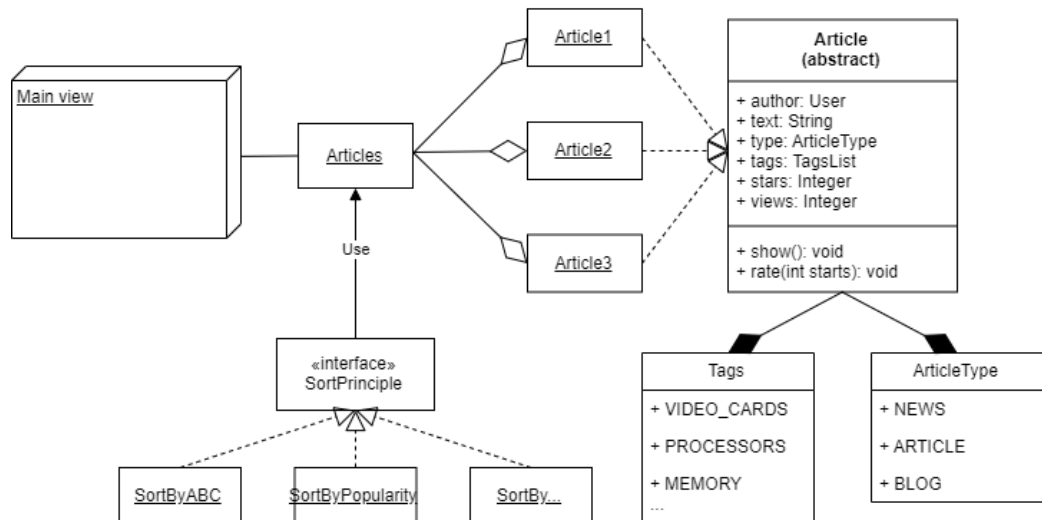 Main view
Articles
Use
«interface»
SortPrinciple
SortByABC
SortByPopularity
SortBy...
Article1
Article2
Article3
Article
(abstract)
+ author: User
+ text: String
+ type: ArticleType
+ tags: TagsList
+ stars: Integer
+ views: Integer
+ show(): void
+ rate(int starts): void
Tags
+ VIDEO_CARDS
+ PROCESSORS
+ MEMORY
...
ArticleType
+ NEWS
+ ARTICLE
+ BLOG